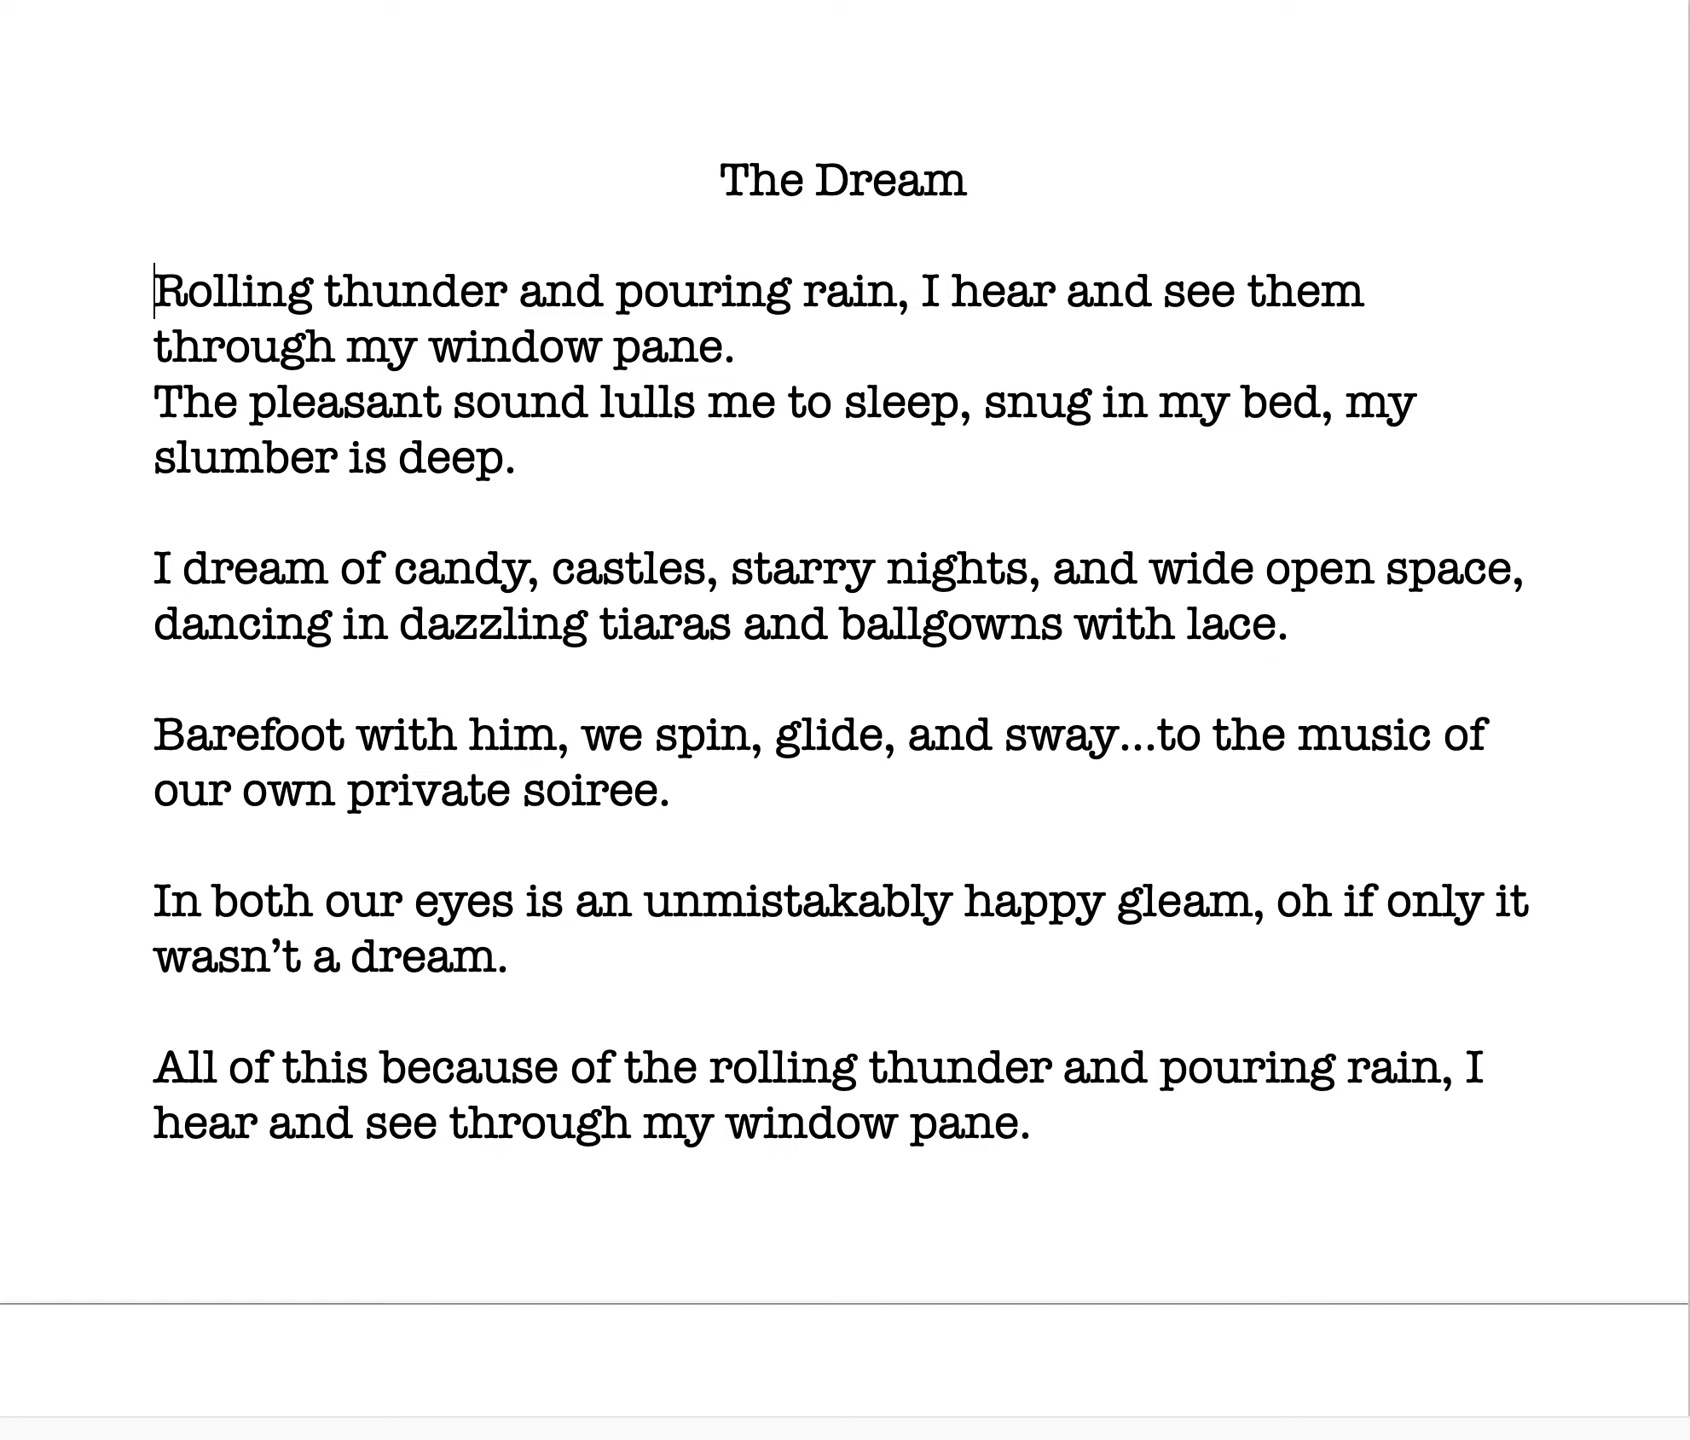 The Dream
Rolling thunder and pouring rain, I hear and see them
through my window pane.
The pleasant sound lulls me to sleep, snug in my bed, my
slumber is deep.
I dream of candy, castles, starry nights, and wide open space,
dancing in dazzling tiaras and ballgowns with lace.
Barefoot with him, we spin, glide, and sway...to the music of
our own private soiree.
In both our eyes is an unmistakably happy gleam, oh if only it
wasn’t a dream.
All of this because of the rolling thunder and pouring rain, I
hear and see through my window pane.